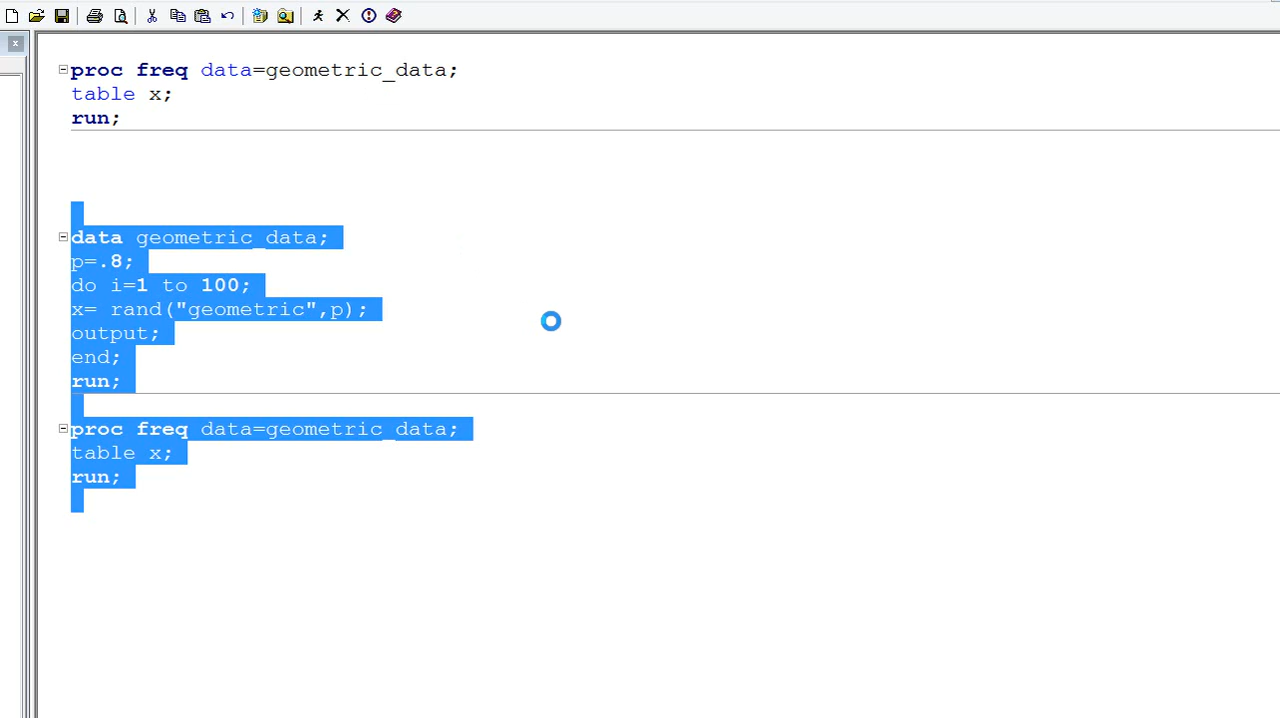 proc freq data=geometric_data;
table x;
run;
data geometric_data;
p=.8;
do i=1 to 100;
x= rand("geometric",p);
output;
end;
run;
proc freq data=geometric_data;
table x;
run;